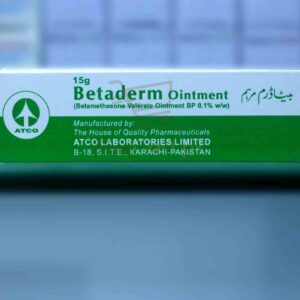 15g
Betaderm Ointment
بیٹاڈرم مرہم
(Betamethasone Valerate Ointment BP 0.1% w/w)
ATCO
Manufactured by:
The House of Quality Pharmaceuticals
ATCO LABORATORIES LIMITED
B-18, S.I.T.E., KARACHI-PAKISTAN